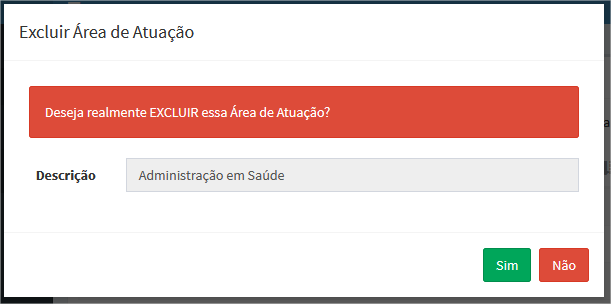 Excluir Área de Atuação
Deseja realmente EXCLUIR essa Área de Atuação?
Descrição Administração em Saúde
Sim Não